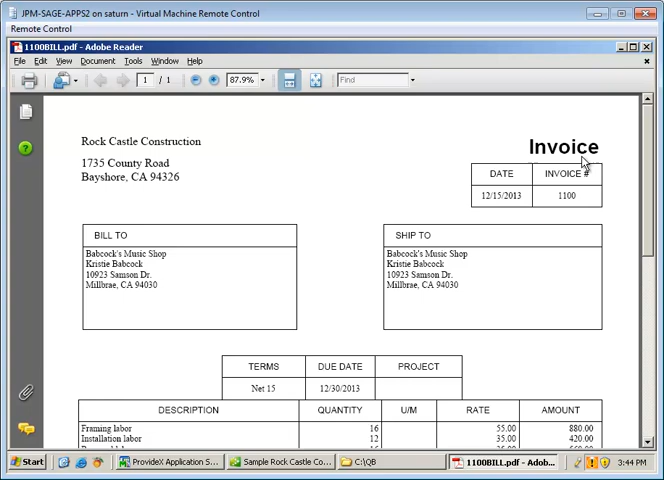 JPM-SAGE-APPS2 on saturn - Virtual Machine Remote Control
Remote Control
1100BILL.pdf - Adobe Reader
File Edit View Document Tools Window Help
1 / 1 87.9% Find
Rock Castle Construction
1735 County Road
Bayshore, CA 94326
Invoice
DATE INVOICE #
12/15/2013 1100
BILL TO
Babcock's Music Shop
Kristie Babcock
10923 Samson Dr.
Millbrae, CA 94030
SHIP TO
Babcock's Music Shop
Kristie Babcock
10923 Samson Dr.
Millbrae, CA 94030
TERMS DUE DATE PROJECT
Net 15 12/30/2013
DESCRIPTION QUANTITY U/M RATE AMOUNT
Framing labor 16 55.00 880.00
Installation labor 12 35.00 420.00
Start ProvideX Application S... Sample Rock Castle Co... C:\QB 1100BILL.pdf - Adob... 3:44 PM